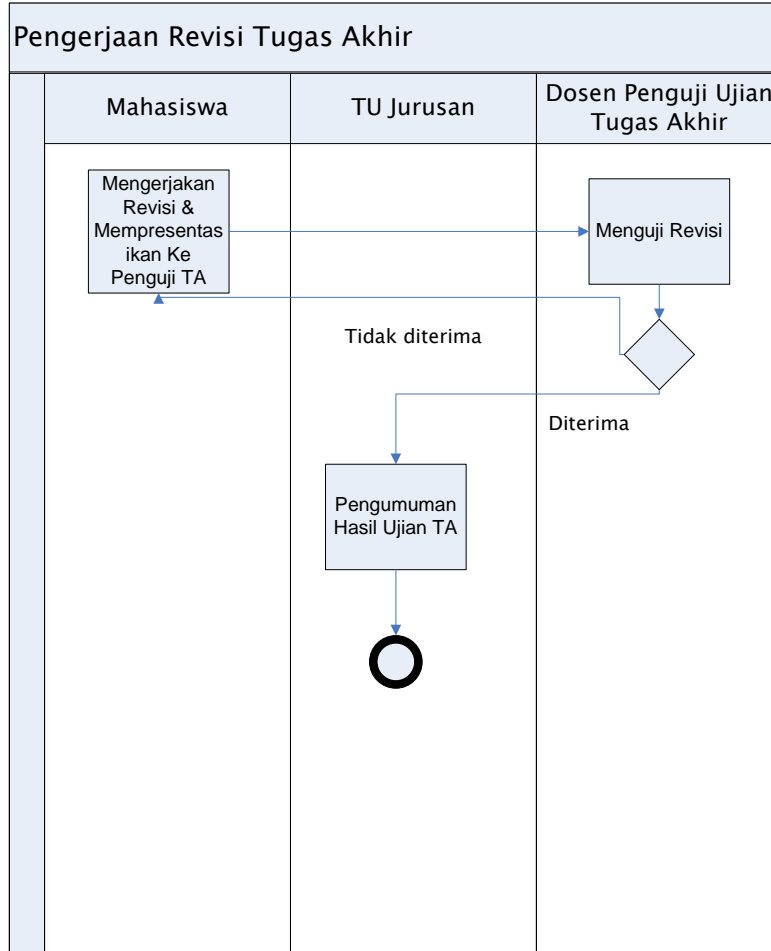 Pengerjaan Revisi Tugas Akhir
Mahasiswa
TU Jurusan
Dosen Penguji Ujian
Tugas Akhir
Mengerjakan
Revisi &
Mempresentas
ikan Ke
Penguji TA
Menguji Revisi
Tidak diterima
Diterima
Pengumuman
Hasil Ujian TA